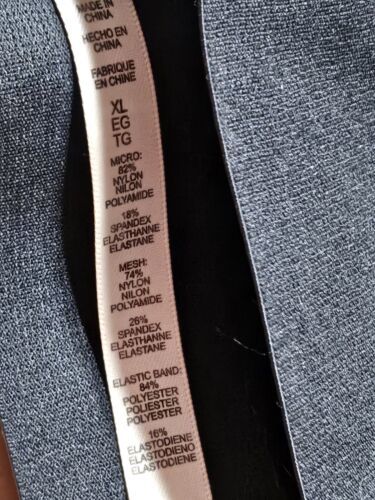 MADE IN
CHINA
HECHO EN
CHINA
FABRIQUE
EN CHINE
XL
EG
TG
MICRO:
82%
NYLON
NILON
POLYAMIDE
18%
SPANDEX
ELASTHANNE
ELASTANE
MESH:
74%
NYLON
NILON
POLYAMIDE
26%
SPANDEX
ELASTHANNE
ELASTANE
ELASTIC BAND:
84%
POLYESTER
POLIESTER
POLYESTER
16%
ELASTODIENE
ELASTODIENO
ELASTODIENE